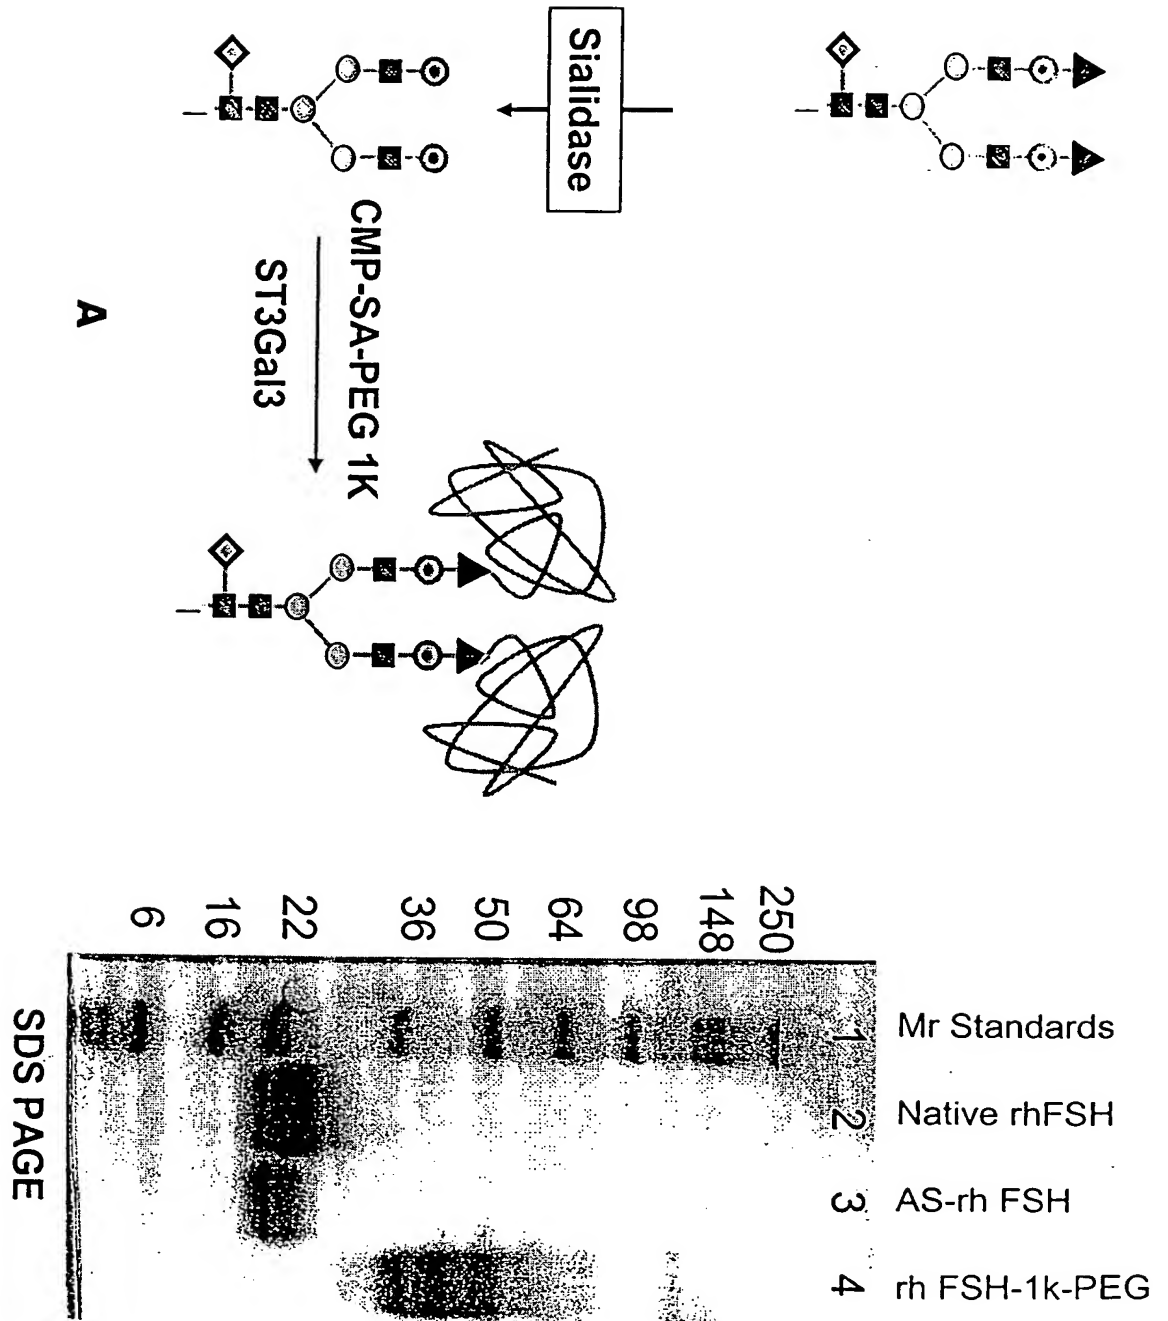 Sialidase
CMP-SA-PEG 1K
ST3Gal3
A
250
148
98
64
50
36
22
16
6
1 Mr Standards
2 Native rhFSH
3 AS-rh FSH
4 rh FSH-1k-PEG
SDS PAGE